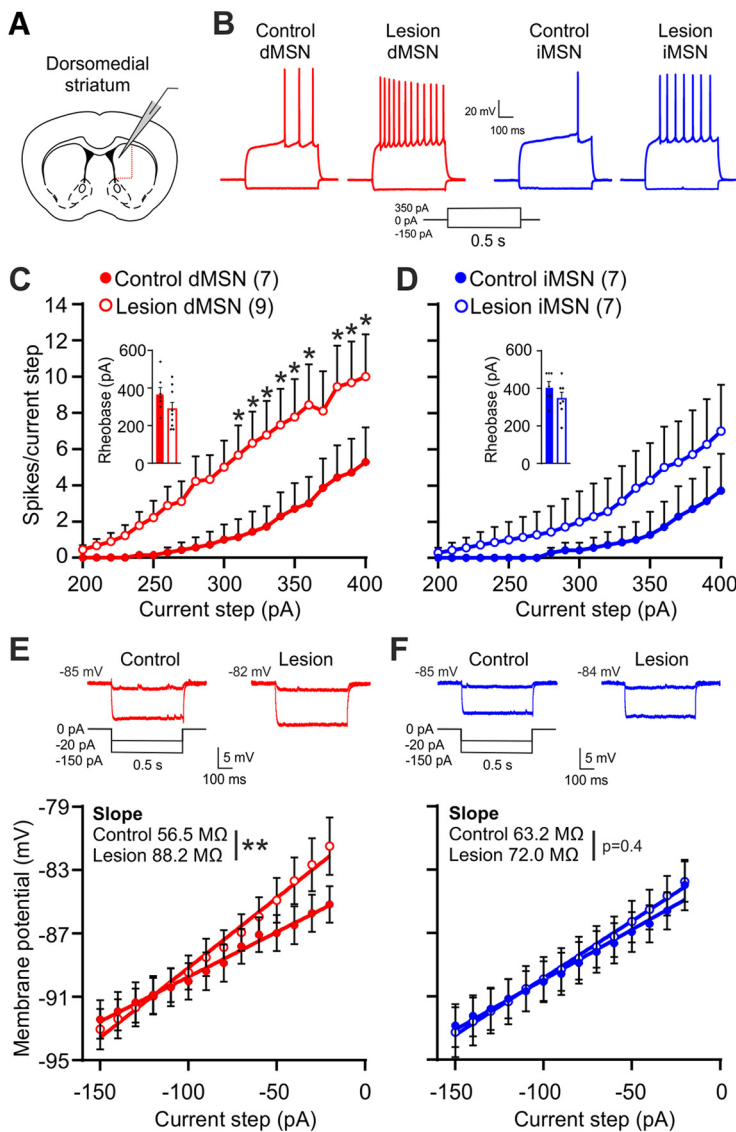 A
Dorsomedial
striatum
B
Control
dMSN
Lesion
dMSN
Control
iMSN
Lesion
iMSN
20 mV
100 ms
350 pA
0 pA
-150 pA
0.5 s
C
Control dMSN (7)
Lesion dMSN (9)
14
12
10
8
6
4
2
0
Spikes/current step
600
400
200
0
Rheobase (pA)
* * * * * * * * *
200 250 300 350 400
Current step (pA)
D
Control iMSN (7)
Lesion iMSN (7)
600
400
200
0
Rheobase (pA)
200 250 300 350 400
Current step (pA)
E
Control
Lesion
-85 mV
-82 mV
0 pA
-20 pA
-150 pA
0.5 s
5 mV
100 ms
Slope
Control 56.5 MΩ
Lesion 88.2 MΩ
**
-79
-83
-87
-91
-95
Membrane potential (mV)
-150 -100 -50 0
Current step (pA)
F
Control
Lesion
-85 mV
-84 mV
0 pA
-20 pA
-150 pA
0.5 s
5 mV
100 ms
Slope
Control 63.2 MΩ
Lesion 72.0 MΩ
p=0.4
-150 -100 -50 0
Current step (pA)